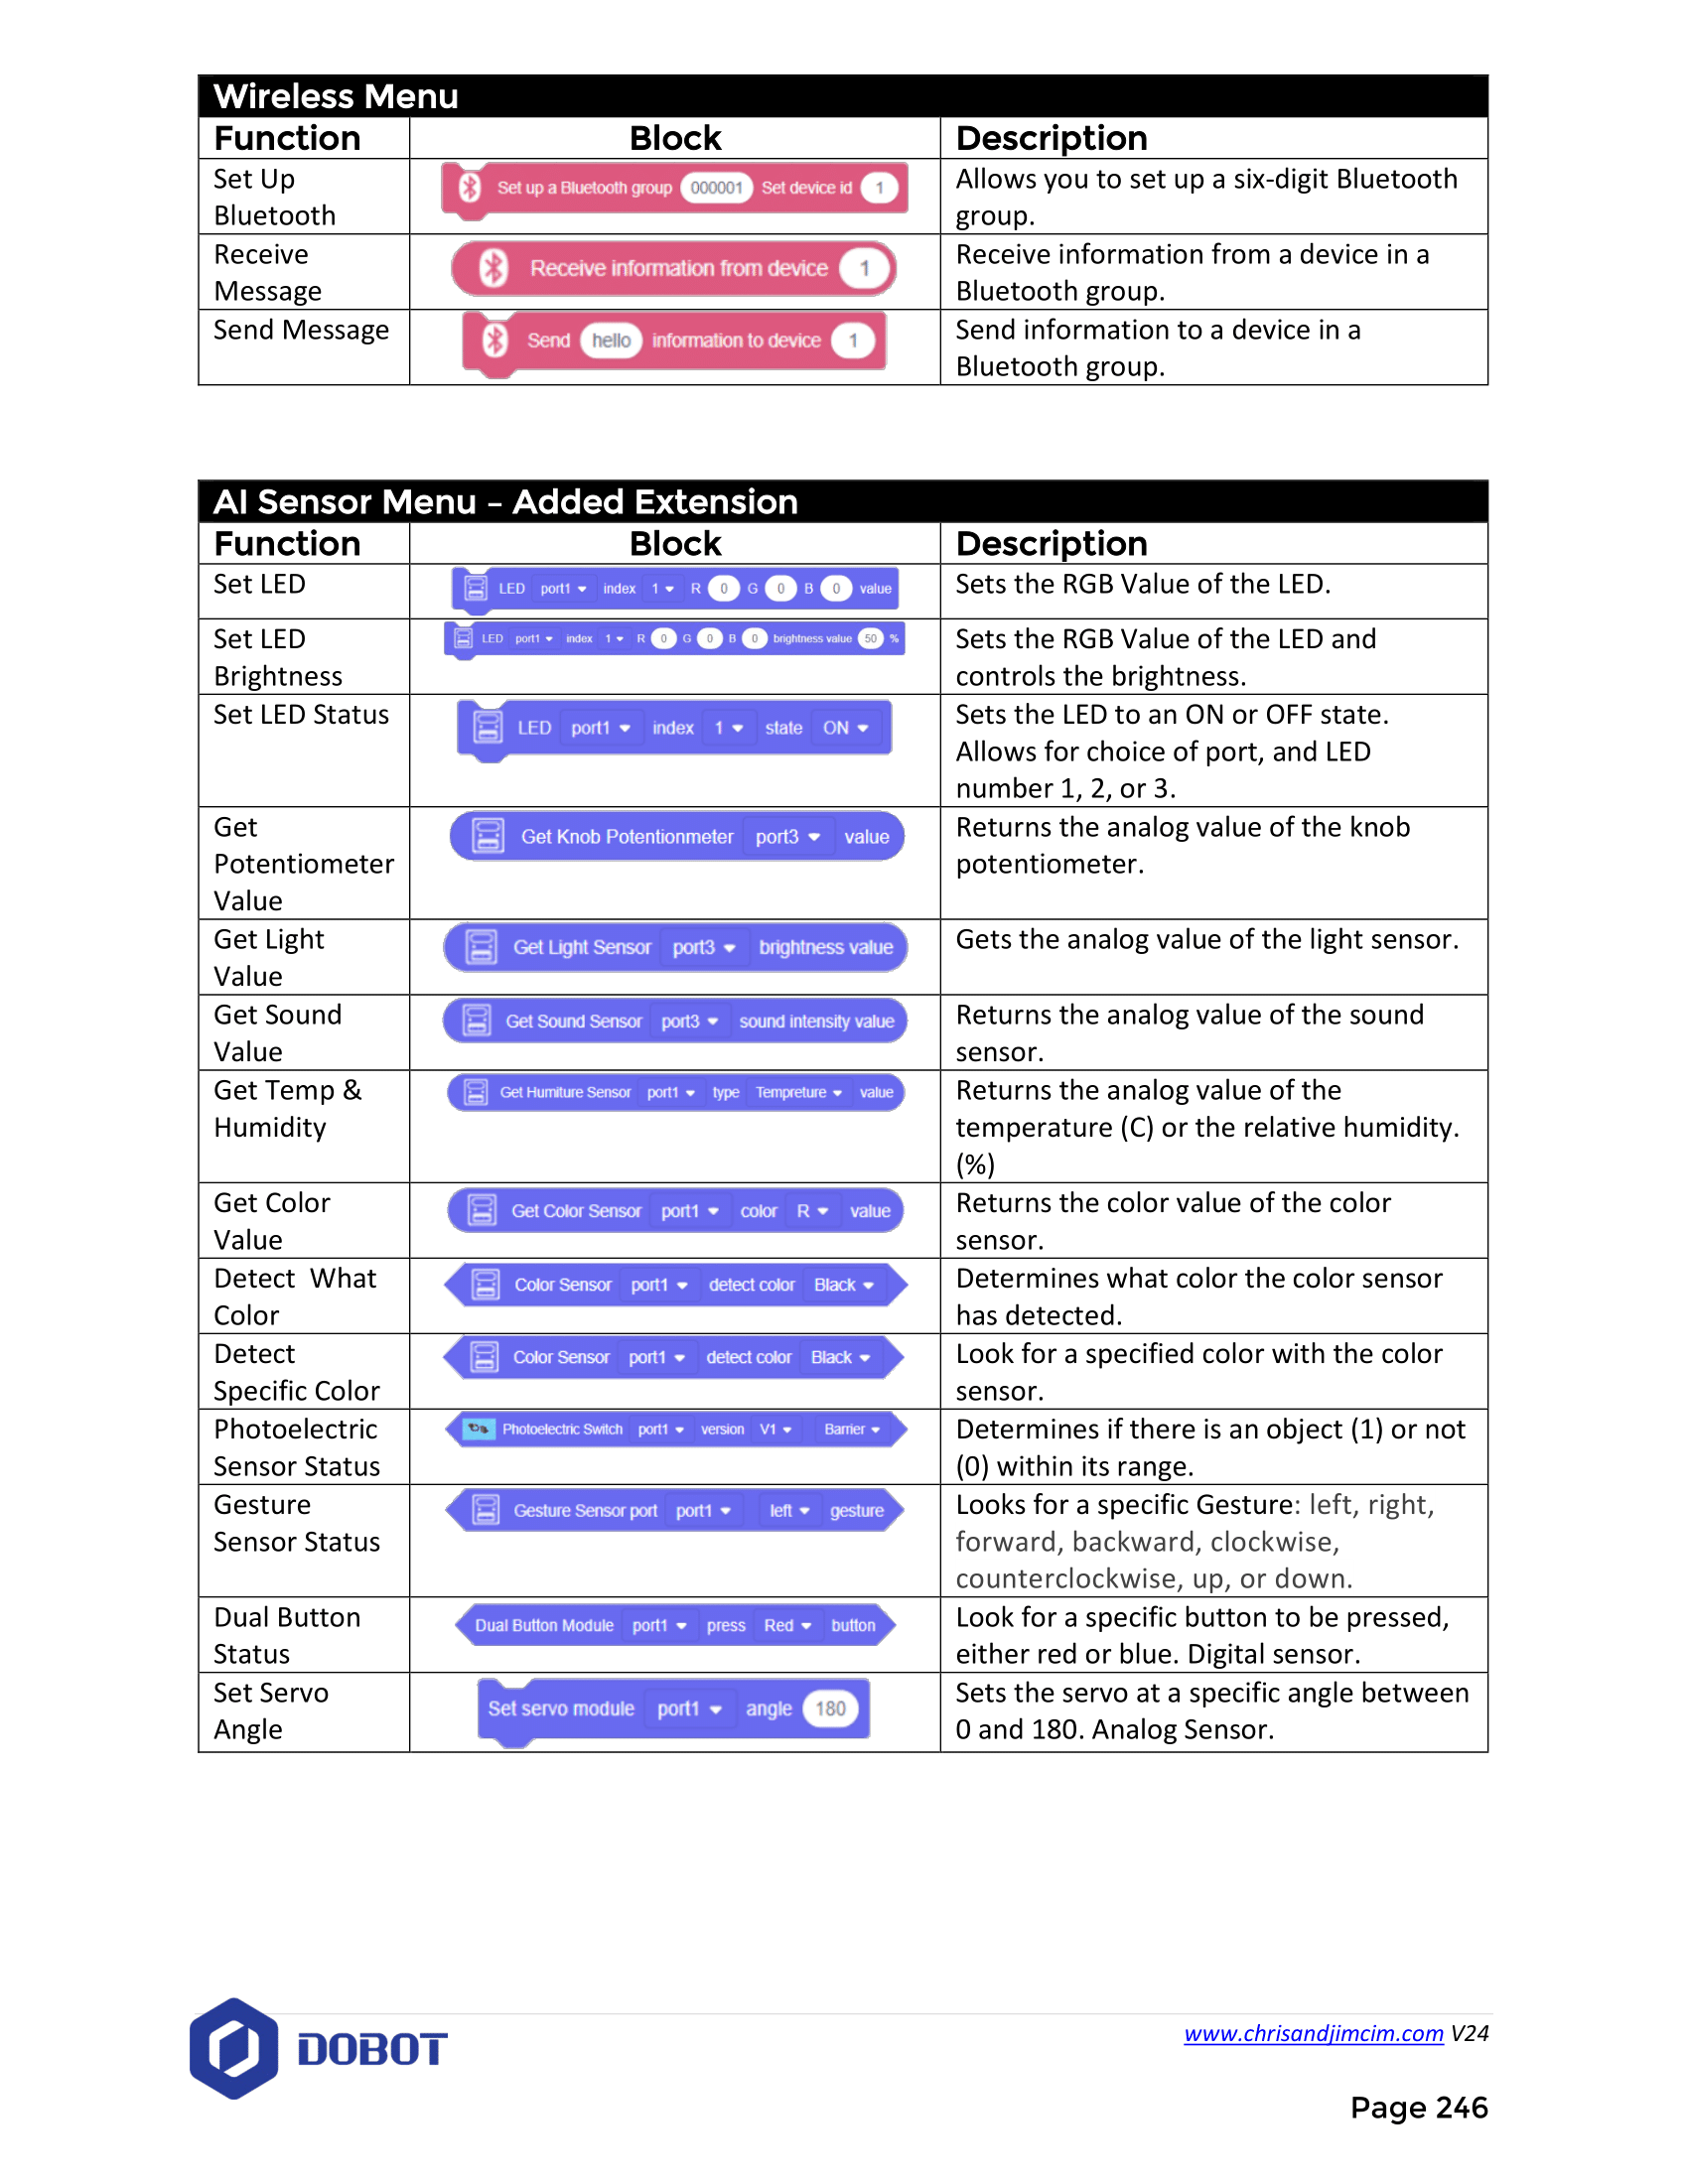 Wireless Menu
Function Block Description
Set Up
Bluetooth
Set up a Bluetooth group 000001 Set device id 1
Allows you to set up a six-digit Bluetooth
group.
Receive
Message
Receive information from device 1
Receive information from a device in a
Bluetooth group.
Send Message
Send hello information to device 1
Send information to a device in a
Bluetooth group.
AI Sensor Menu – Added Extension
Function Block Description
Set LED
LED port1 index 1 R 0 G 0 B 0 value
Sets the RGB Value of the LED.
Set LED
Brightness
LED port1 index 1 R 0 G 0 B 0 brightness value 50 %
Sets the RGB Value of the LED and
controls the brightness.
Set LED Status
LED port1 index 1 state ON
Sets the LED to an ON or OFF state.
Allows for choice of port, and LED
number 1, 2, or 3.
Get
Potentiometer
Value
Get Knob Potentionmeter port3 value
Returns the analog value of the knob
potentiometer.
Get Light
Value
Get Light Sensor port3 brightness value
Gets the analog value of the light sensor.
Get Sound
Value
Get Sound Sensor port3 sound intensity value
Returns the analog value of the sound
sensor.
Get Temp &
Humidity
Get Humiture Sensor port1 type Tempreture value
Returns the analog value of the
temperature (C) or the relative humidity.
(%)
Get Color
Value
Get Color Sensor port1 color R value
Returns the color value of the color
sensor.
Detect What
Color
Color Sensor port1 detect color Black
Determines what color the color sensor
has detected.
Detect
Specific Color
Color Sensor port1 detect color Black
Look for a specified color with the color
sensor.
Photoelectric
Sensor Status
Photoelectric Switch port1 version V1 Barrier
Determines if there is an object (1) or not
(0) within its range.
Gesture
Sensor Status
Gesture Sensor port port1 left gesture
Looks for a specific Gesture: left, right,
forward, backward, clockwise,
counterclockwise, up, or down.
Dual Button
Status
Dual Button Module port1 press Red button
Look for a specific button to be pressed,
either red or blue. Digital sensor.
Set Servo
Angle
Set servo module port1 angle 180
Sets the servo at a specific angle between
0 and 180. Analog Sensor.
DOBOT
www.chrisandjimcim.com V24
Page 246